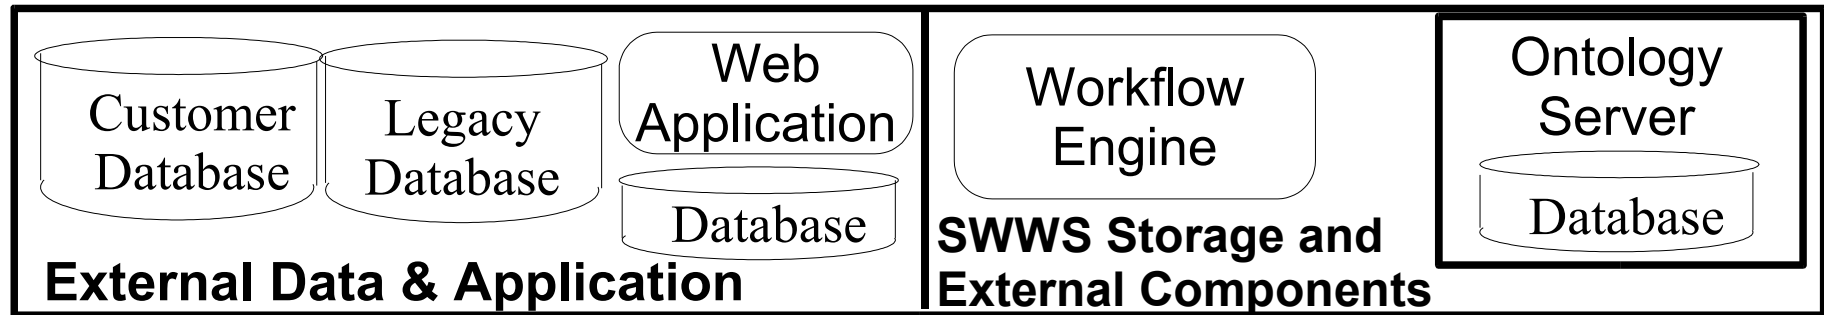 Customer
Database
Legacy
Database
Web
Application
Database
External Data & Application
Workflow
Engine
SWWS Storage and
External Components
Ontology
Server
Database